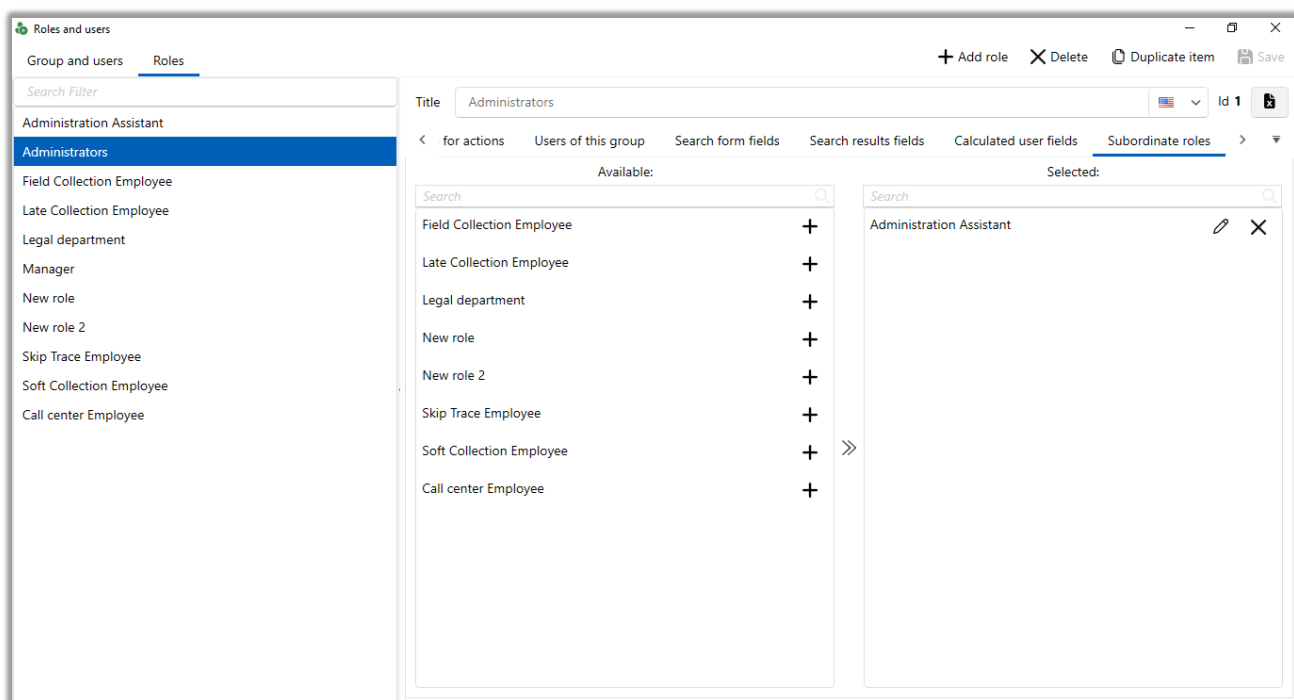 Roles and users
Group and users Roles
Add role Delete Duplicate item Save
Search Filter
Administration Assistant
Administrators
Field Collection Employee
Late Collection Employee
Legal department
Manager
New role
New role 2
Skip Trace Employee
Soft Collection Employee
Call center Employee
Title Administrators Id 1
for actions Users of this group Search form fields Search results fields Calculated user fields Subordinate roles
Available:
Search
Field Collection Employee
Late Collection Employee
Legal department
New role
New role 2
Skip Trace Employee
Soft Collection Employee
Call center Employee
Selected:
Search
Administration Assistant